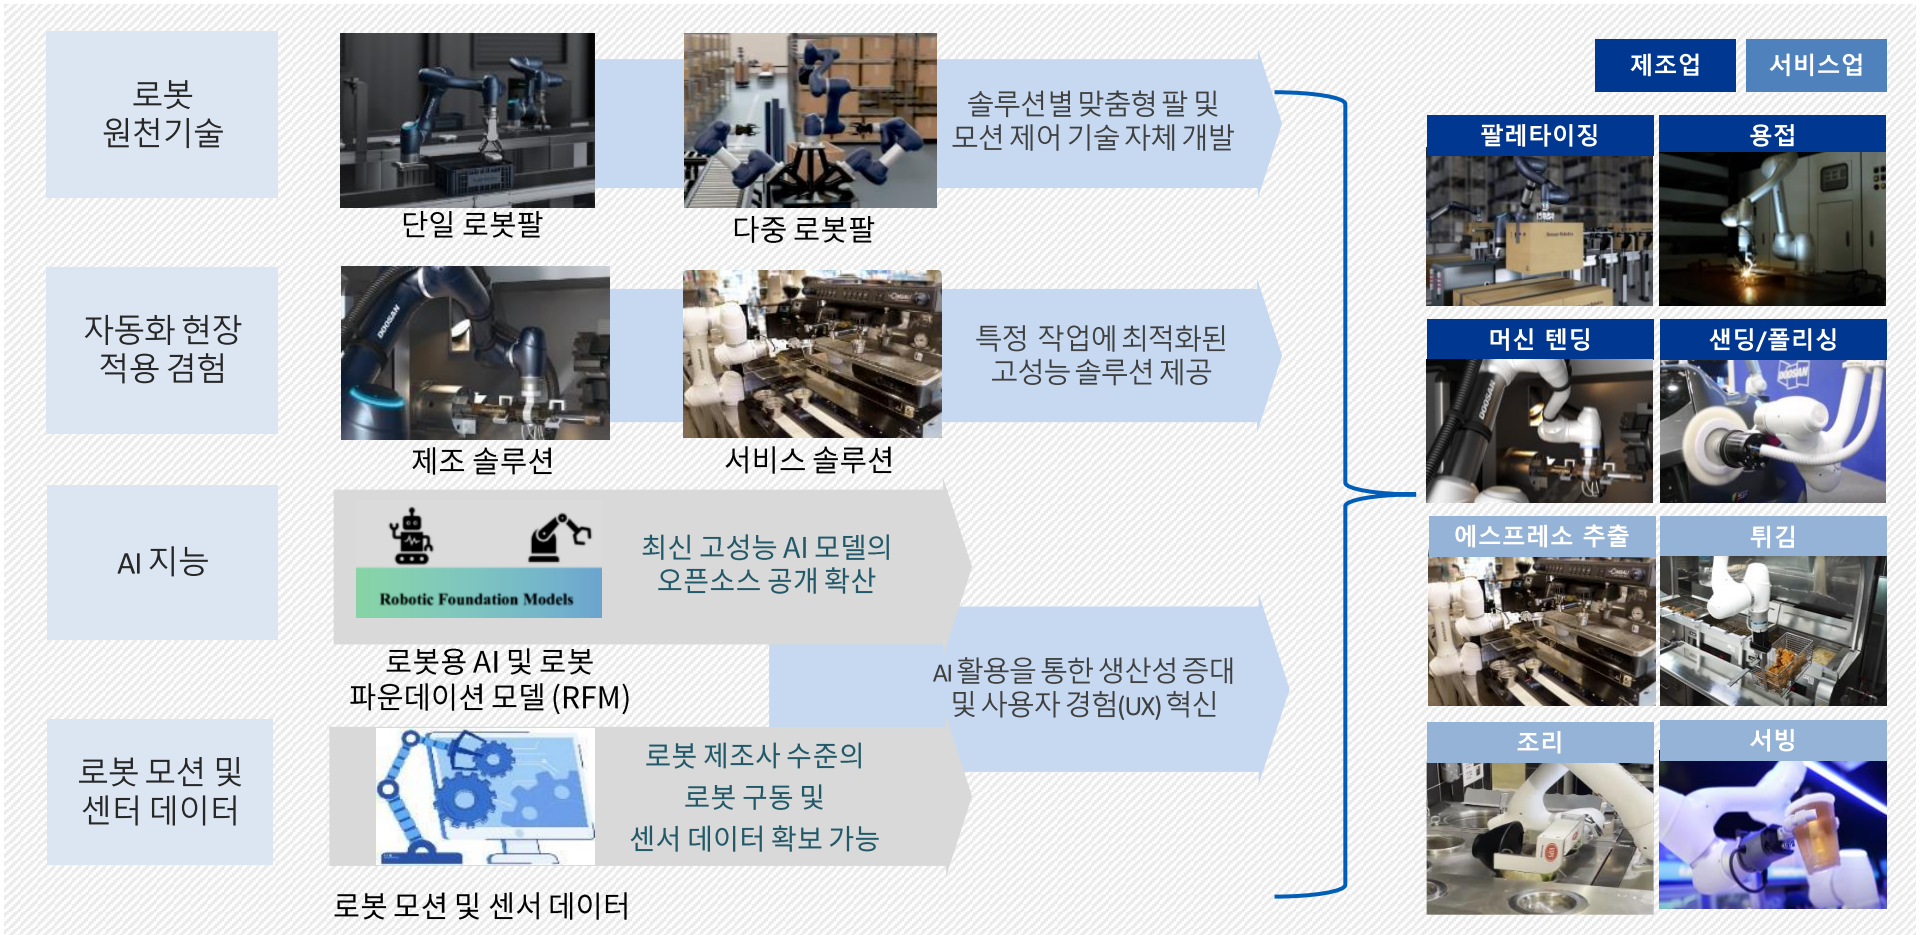 로봇
원천기술
단일 로봇팔
다중 로봇팔
솔루션별 맞춤형 팔 및
모션 제어 기술 자체 개발
자동화 현장
적용 겸험
DOOSAN
제조 솔루션
서비스 솔루션
특정 작업에 최적화된
고성능 솔루션 제공
AI 지능
Robotic Foundation Models
최신 고성능 AI 모델의
오픈소스 공개 확산
로봇용 AI 및 로봇
파운데이션 모델 (RFM)
AI 활용을 통한 생산성 증대
및 사용자 경험(UX) 혁신
로봇 모션 및
센터 데이터
로봇 제조사 수준의
로봇 구동 및
센서 데이터 확보 가능
로봇 모션 및 센서 데이터
제조업
서비스업
팔레타이징
용접
머신 텐딩
샌딩/폴리싱
DOOSAN
DOOSAN
에스프레소 추출
튀김
조리
서빙